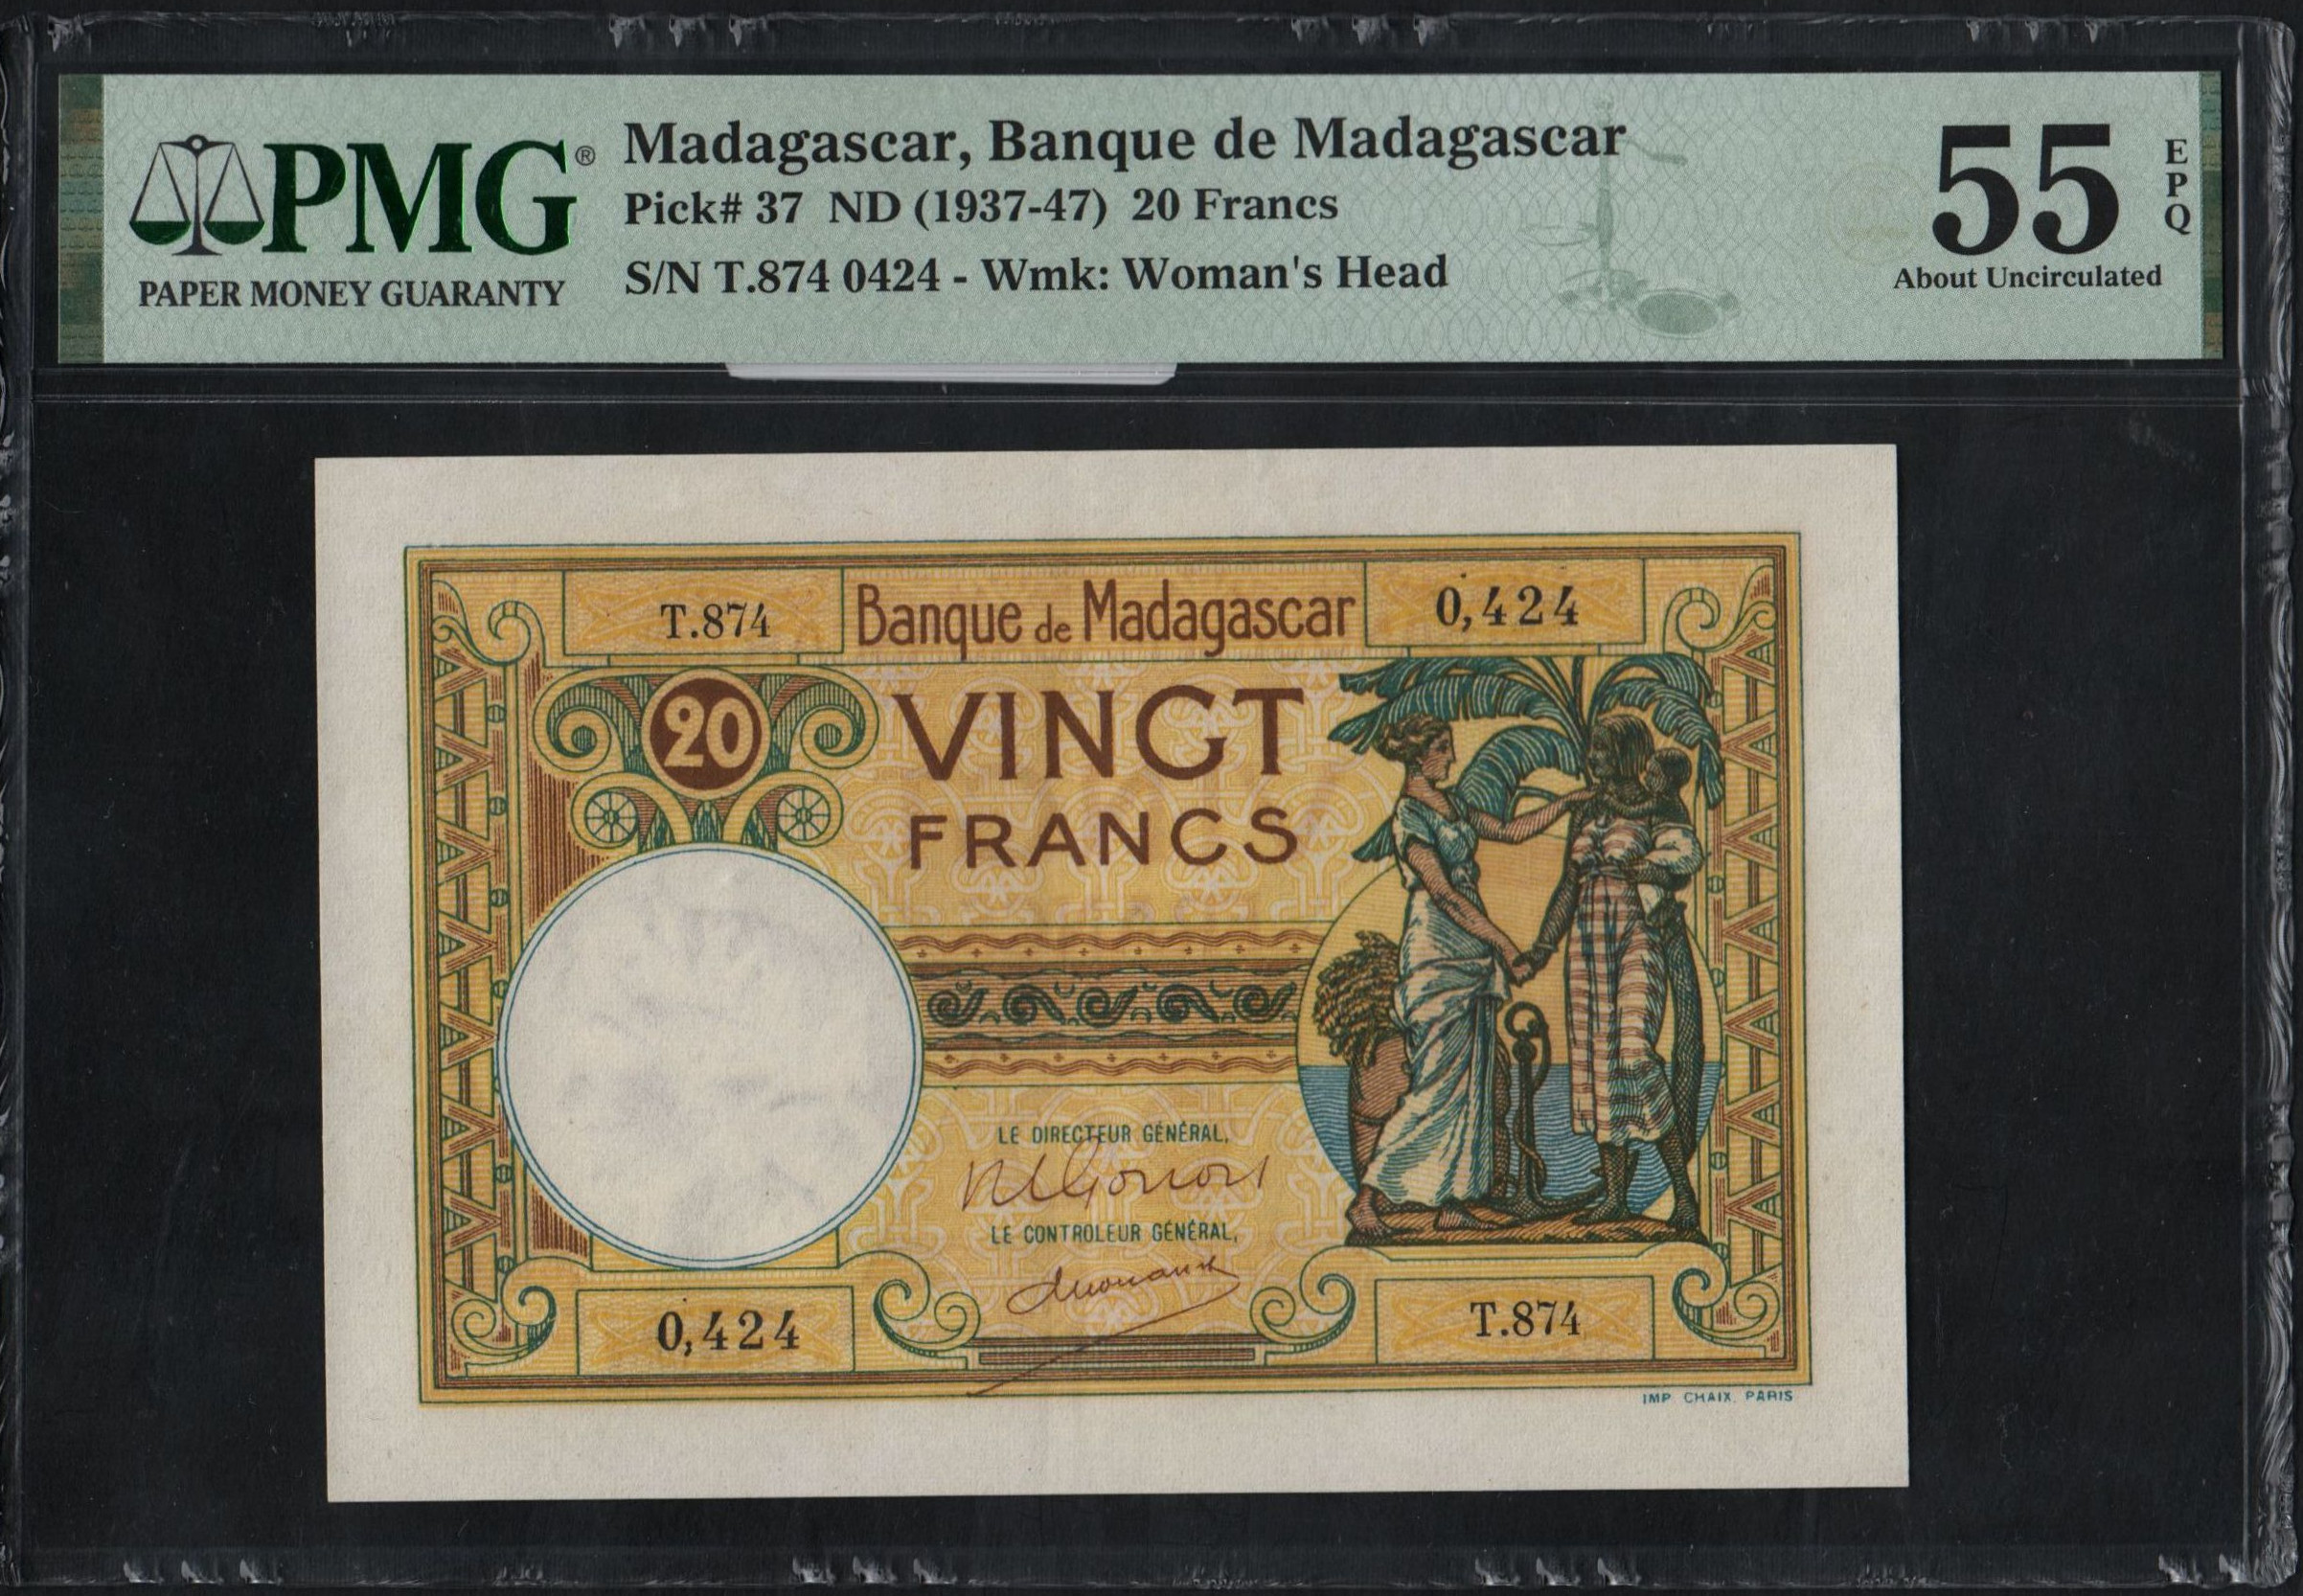 PMG®
PAPER MONEY GUARANTY
Madagascar, Banque de Madagascar
Pick# 37 ND (1937-47) 20 Francs
S/N T.874 0424 - Wmk: Woman's Head
55
EPQ
About Uncirculated
T.874
Banque de Madagascar
0,424
20
VINGT
FRANCS
LE DIRECTEUR GÉNÉRAL,
LE CONTROLEUR GÉNÉRAL,
0,424
T.874
IMP. CHAIX. PARIS